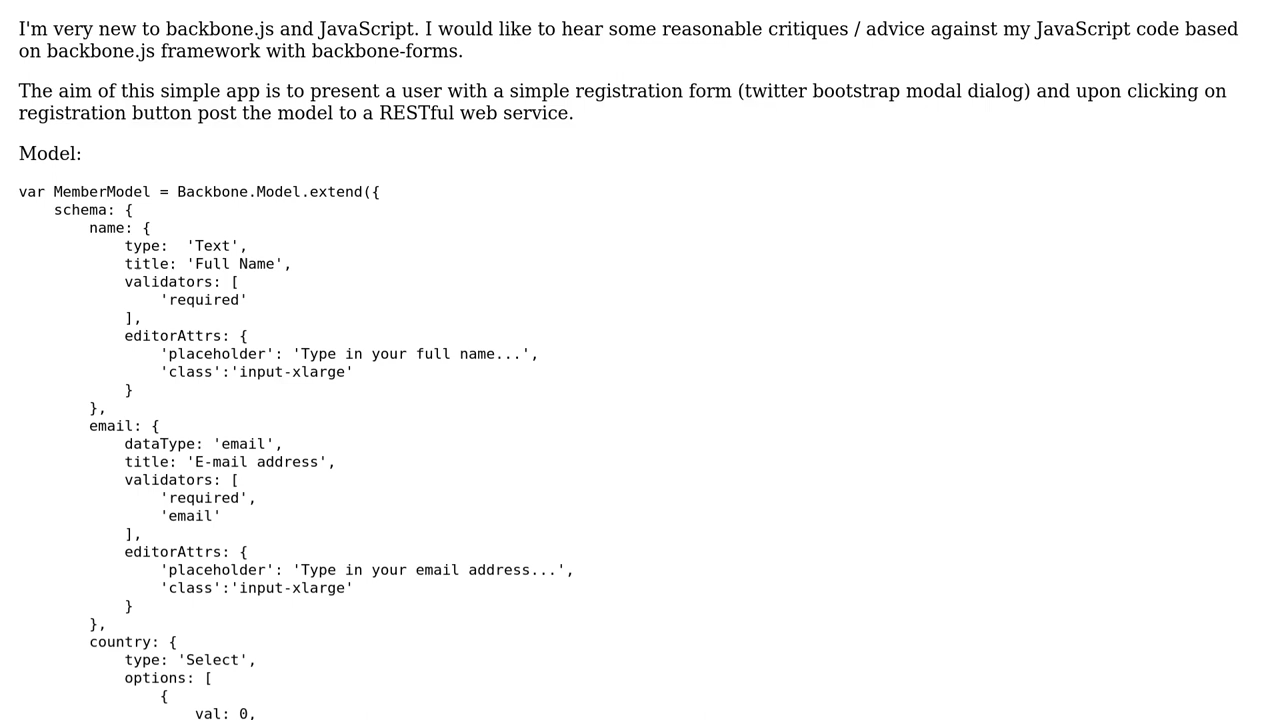 I'm very new to backbone.js and JavaScript. I would like to hear some reasonable critiques / advice against my JavaScript code based
on backbone.js framework with backbone-forms.
The aim of this simple app is to present a user with a simple registration form (twitter bootstrap modal dialog) and upon clicking on
registration button post the model to a RESTful web service.
Model:
var MemberModel = Backbone.Model.extend({
    schema: {
        name: {
            type:  'Text',
            title: 'Full Name',
            validators: [
                'required'
            ],
            editorAttrs: {
                'placeholder': 'Type in your full name...',
                'class':'input-xlarge'
            }
        },
        email: {
            dataType: 'email',
            title: 'E-mail address',
            validators: [
                'required',
                'email'
            ],
            editorAttrs: {
                'placeholder': 'Type in your email address...',
                'class':'input-xlarge'
            }
        },
        country: {
            type: 'Select',
            options: [
                {
                    val: 0,